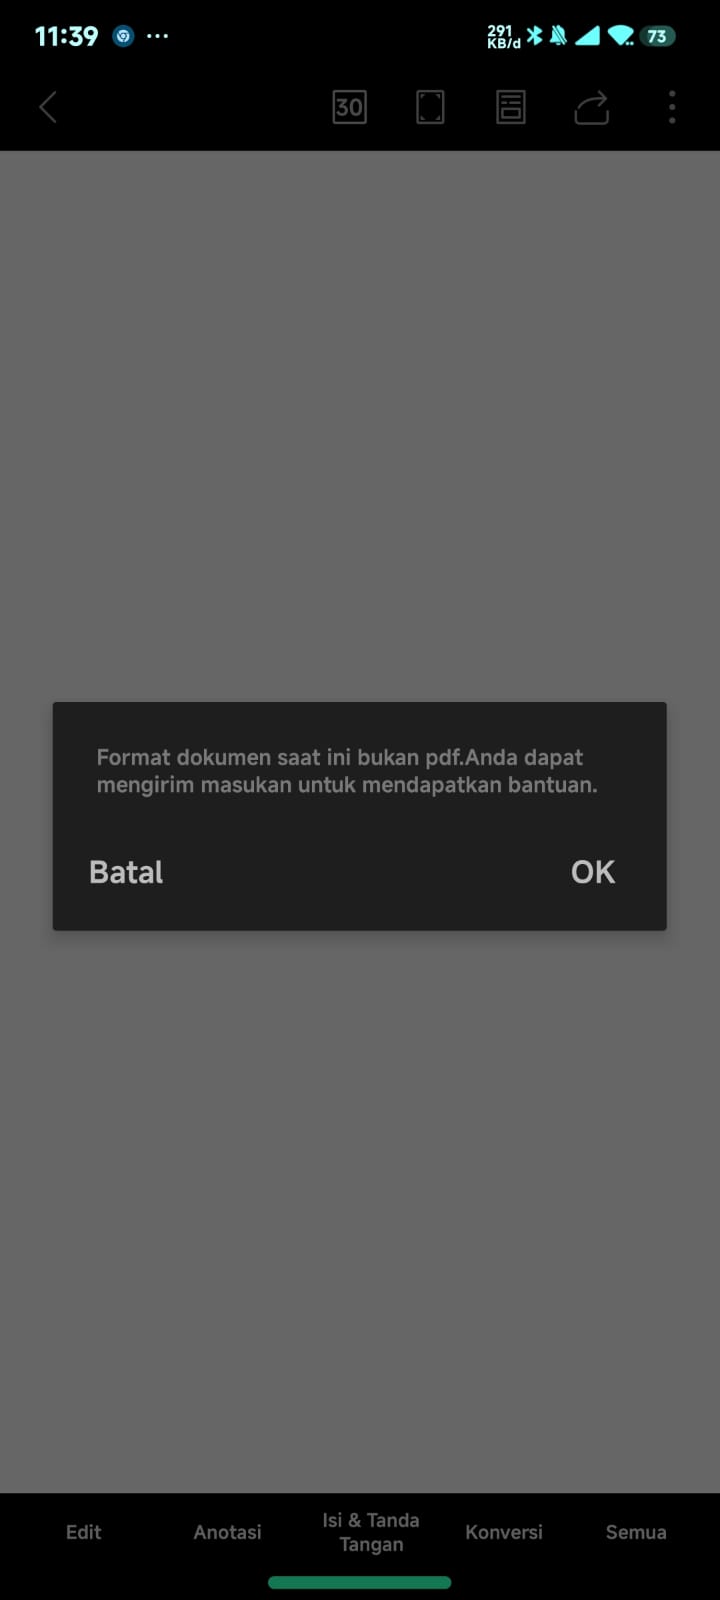 11:39
291
KB/d
73
30
Format dokumen saat ini bukan pdf.Anda dapat
mengirim masukan untuk mendapatkan bantuan.
Batal
OK
Edit
Anotasi
Isi & Tanda
Tangan
Konversi
Semua